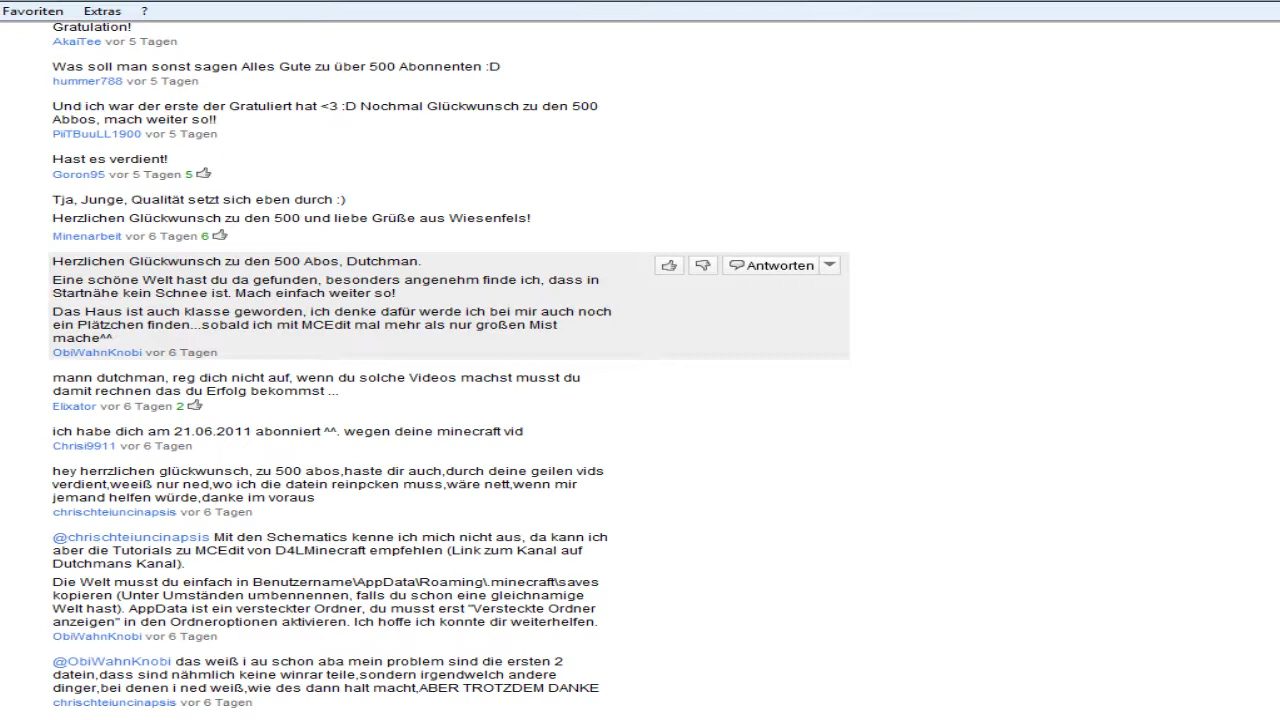 Favoriten Extras ?
Gratulation!
AkaiTee vor 5 Tagen
Was soll man sonst sagen Alles Gute zu über 500 Abonnenten :D
hummer788 vor 5 Tagen
Und ich war der erste der Gratuliert hat <3 :D Nochmal Glückwunsch zu den 500
Abbos, mach weiter so!!
PiiTBuuLL1900 vor 5 Tagen
Hast es verdient!
Goron95 vor 5 Tagen 5
Tja, Junge, Qualität setzt sich eben durch :)
Herzlichen Glückwunsch zu den 500 und liebe Grüße aus Wiesenfels!
Minenarbeit vor 6 Tagen 6
Herzlichen Glückwunsch zu den 500 Abos, Dutchman.
Antworten
Eine schöne Welt hast du da gefunden, besonders angenehm finde ich, dass in
Startnähe kein Schnee ist. Mach einfach weiter so!
Das Haus ist auch klasse geworden, ich denke dafür werde ich bei mir auch noch
ein Plätzchen finden...sobald ich mit MCEdit mal mehr als nur großen Mist
mache^^
ObiWahnKnobi vor 6 Tagen
mann dutchman, reg dich nicht auf, wenn du solche Videos machst musst du
damit rechnen das du Erfolg bekommst ...
Elixator vor 6 Tagen 2
ich habe dich am 21.06.2011 abonniert ^^. wegen deine minecraft vid
Chrisi9911 vor 6 Tagen
hey herrzlichen glückwunsch, zu 500 abos,haste dir auch,durch deine geilen vids
verdient,weeiß nur ned,wo ich die datein reinpcken muss,wäre nett,wenn mir
jemand helfen würde,danke im voraus
chrischteiuncinapsis vor 6 Tagen
@chrischteiuncinapsis Mit den Schematics kenne ich mich nicht aus, da kann ich
aber die Tutorials zu MCEdit von D4LMinecraft empfehlen (Link zum Kanal auf
Dutchmans Kanal).
Die Welt musst du einfach in Benutzername\AppData\Roaming\.minecraft\saves
kopieren (Unter Umständen umbennennen, falls du schon eine gleichnamige
Welt hast). AppData ist ein versteckter Ordner, du musst erst "Versteckte Ordner
anzeigen" in den Ordneroptionen aktivieren. Ich hoffe ich konnte dir weiterhelfen.
ObiWahnKnobi vor 6 Tagen
@ObiWahnKnobi das weiß i au schon aba mein problem sind die ersten 2
datein,dass sind nähmlich keine winrar teile,sondern irgendwelch andere
dinger,bei denen i ned weiß,wie des dann halt macht,ABER TROTZDEM DANKE
chrischteiuncinapsis vor 6 Tagen